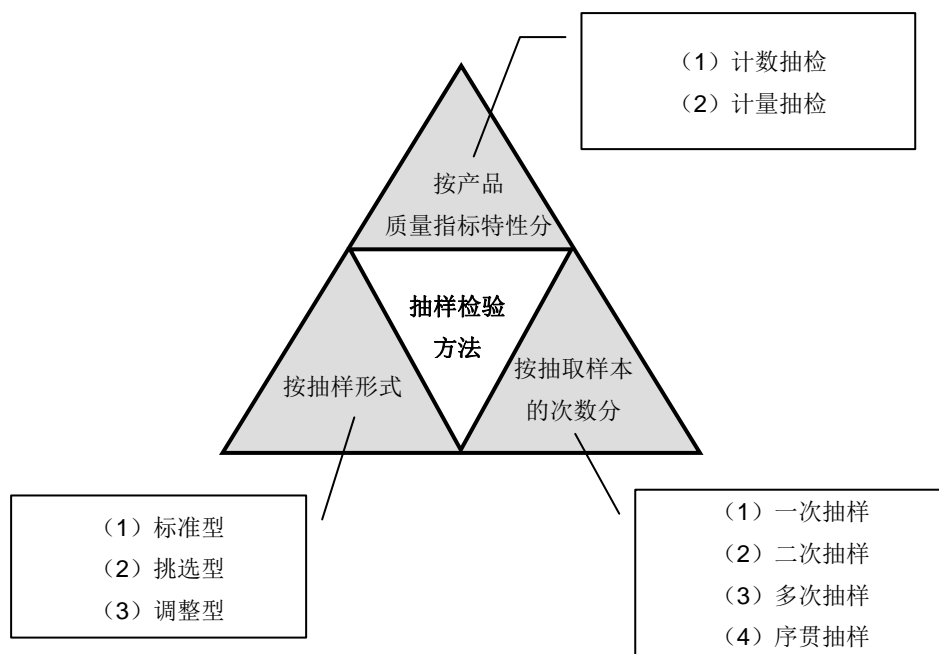 （1）计数抽检
（2）计量抽检
按产品
质量指标特性分
抽样检验
方法
按抽样形式
按抽取样本
的次数分
（1）标准型
（2）挑选型
（3）调整型
（1）一次抽样
（2）二次抽样
（3）多次抽样
（4）序贯抽样